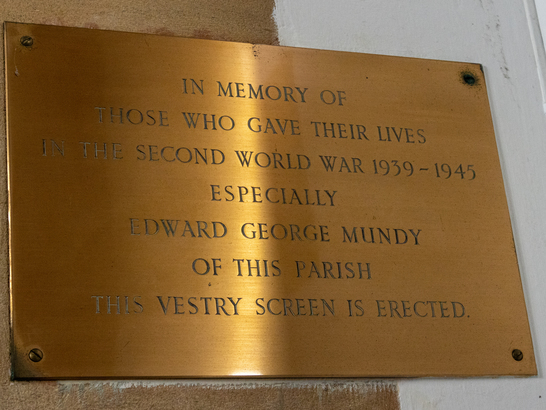 IN MEMORY OF
THOSE WHO GAVE THEIR LIVES
IN THE SECOND WORLD WAR 1939-1945
ESPECIALLY
EDWARD GEORGE MUNDY
OF THIS PARISH
THIS VESTRY SCREEN IS ERECTED.